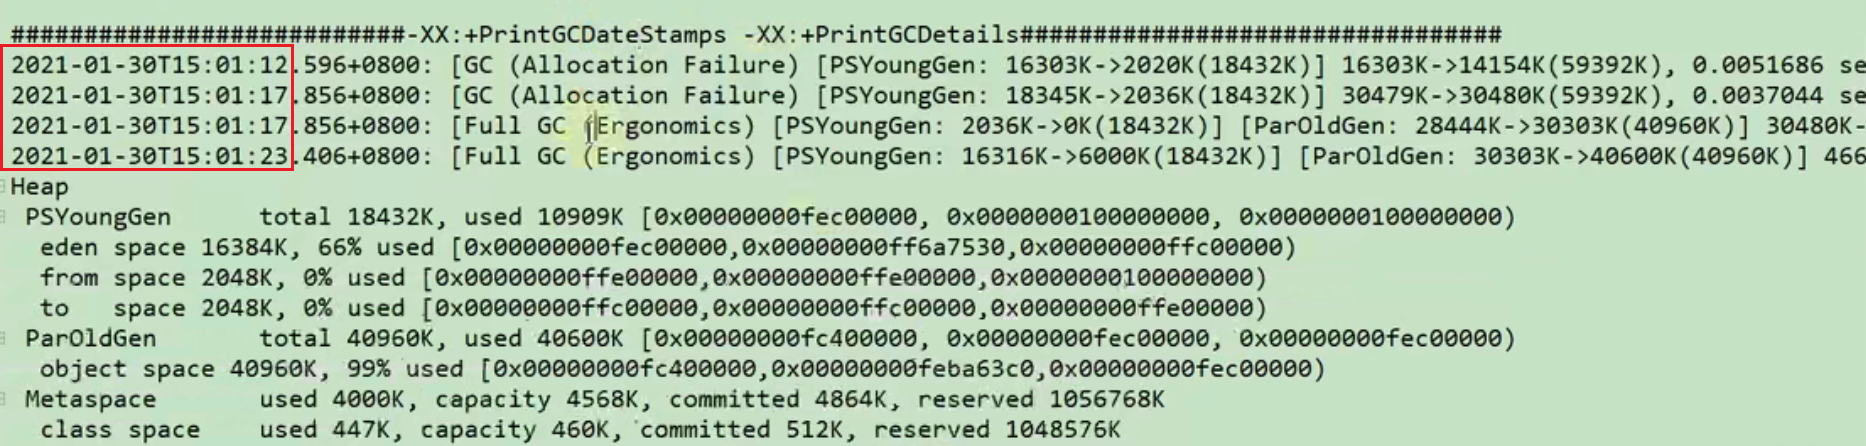 ###########################-XX:+PrintGCDateStamps -XX:+PrintGCDetails#################################
2021-01-30T15:01:12.596+0800: [GC (Allocation Failure) [PSYoungGen: 16303K->2020K(18432K)] 16303K->14154K(59392K), 0.0051686 se
2021-01-30T15:01:17.856+0800: [GC (Allocation Failure) [PSYoungGen: 18345K->2036K(18432K)] 30479K->30480K(59392K), 0.0037044 se
2021-01-30T15:01:17.856+0800: [Full GC (Ergonomics) [PSYoungGen: 2036K->0K(18432K)] [ParOldGen: 28444K->30303K(40960K)] 30480K-
2021-01-30T15:01:23.406+0800: [Full GC (Ergonomics) [PSYoungGen: 16316K->6000K(18432K)] [ParOldGen: 30303K->40600K(40960K)] 466
Heap
PSYoungGen      total 18432K, used 10909K [0x00000000fec00000, 0x0000000100000000, 0x0000000100000000)
eden space 16384K, 66% used [0x00000000fec00000,0x00000000ff6a7530,0x00000000ffc00000)
from space 2048K, 0% used [0x00000000ffe00000,0x00000000ffe00000,0x0000000100000000)
to   space 2048K, 0% used [0x00000000ffc00000,0x00000000ffc00000,0x00000000ffe00000)
ParOldGen       total 40960K, used 40600K [0x00000000fc400000, 0x00000000fec00000, 0x00000000fec00000)
object space 40960K, 99% used [0x00000000fc400000,0x00000000feba63c0,0x00000000fec00000)
Metaspace       used 4000K, capacity 4568K, committed 4864K, reserved 1056768K
class space    used 447K, capacity 460K, committed 512K, reserved 1048576K